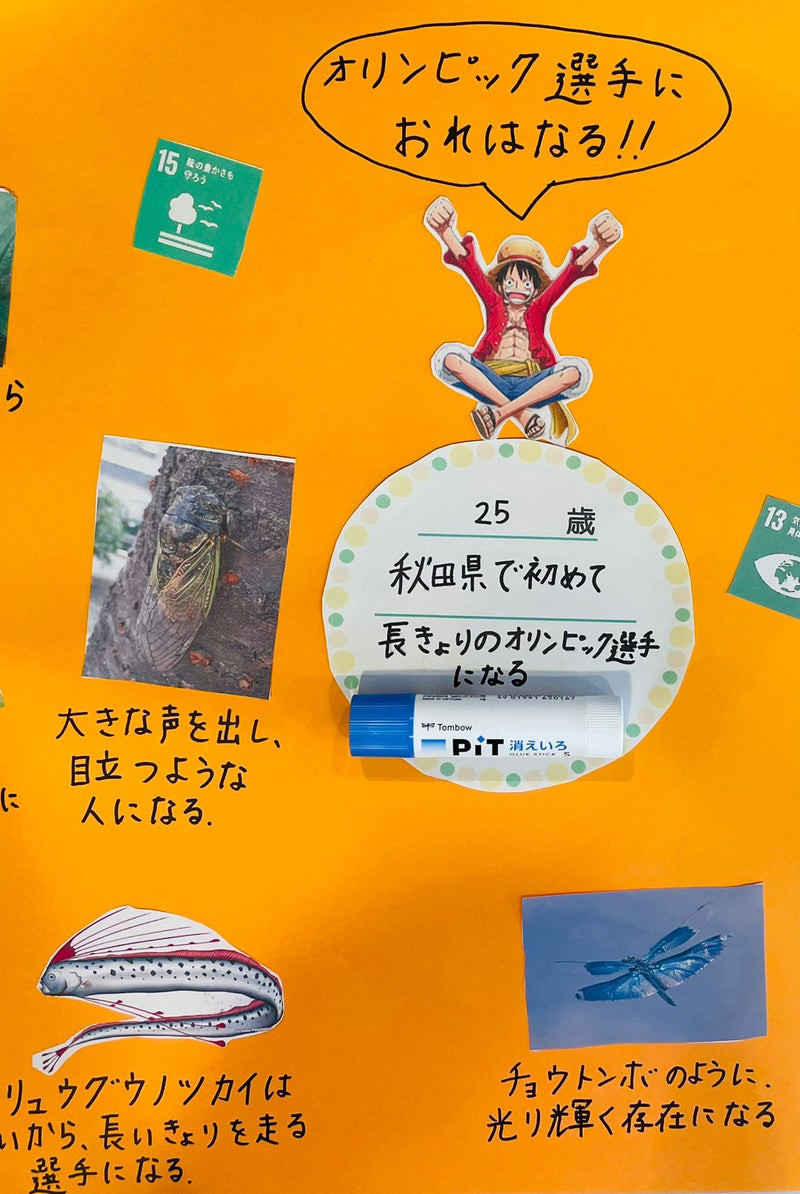 オリンピック選手に
おれはなる!!
15 陸の豊かさも
守ろう
ら
25 歳
秋田県で初めて
長きょりのオリンピック選手
になる
13
Tombow
PiT 消えいろ
GLUE STICK S
大きな声を出し、
目立つような
人になる.
に
リュウグウノツカイは
いから、長いきょりを走る
選手になる.
チョウトンボのように、
光り輝く存在になる